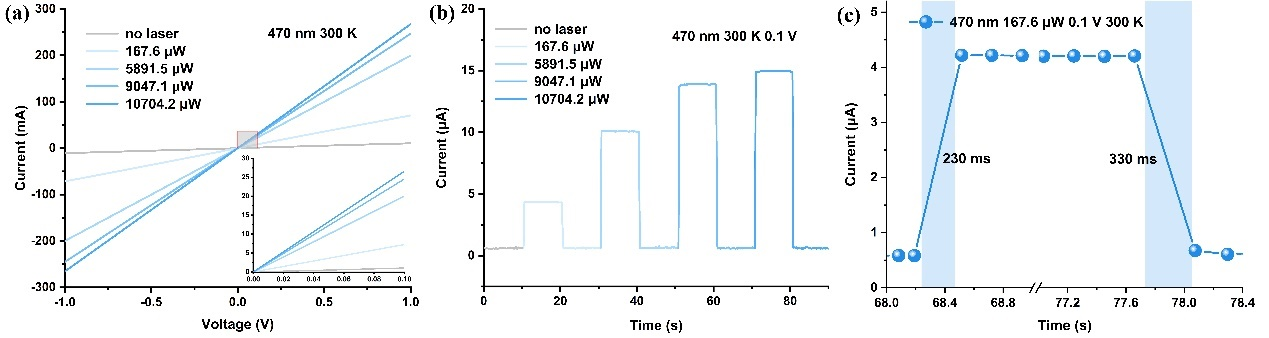 (a)
300
200
100
0
-100
-200
-300
Current (mA)
no laser
167.6 μW
5891.5 μW
9047.1 μW
10704.2 μW
470 nm 300 K
30
25
20
15
10
5
0
0.00 0.02 0.04 0.06 0.08 0.10
-1.0 -0.5 0.0 0.5 1.0
Voltage (V)
(b)
20
15
10
5
0
Current (μA)
no laser
167.6 μW
5891.5 μW
9047.1 μW
10704.2 μW
470 nm 300 K 0.1 V
0 20 40 60 80
Time (s)
(c)
5
4
3
2
1
0
Current (μA)
470 nm 167.6 μW 0.1 V 300 K
230 ms
330 ms
68.0 68.4 68.8 77.2 77.6 78.0 78.4
Time (s)